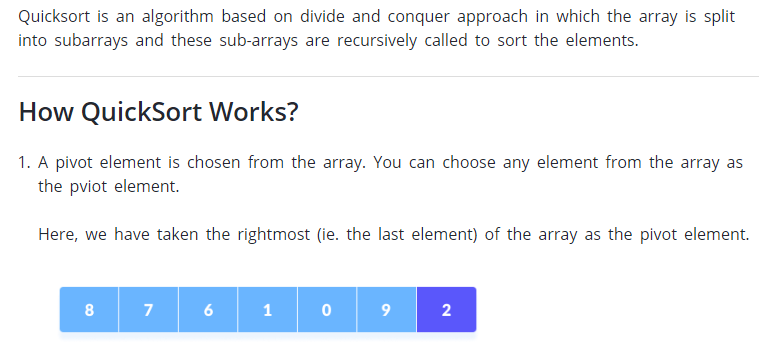 Quicksort is an algorithm based on divide and conquer approach in which the array is split
into subarrays and these sub-arrays are recursively called to sort the elements.
How QuickSort Works?
1. A pivot element is chosen from the array. You can choose any element from the array as
the pviot element.
Here, we have taken the rightmost (ie. the last element) of the array as the pivot element.
8 7 6 1 0 9 2